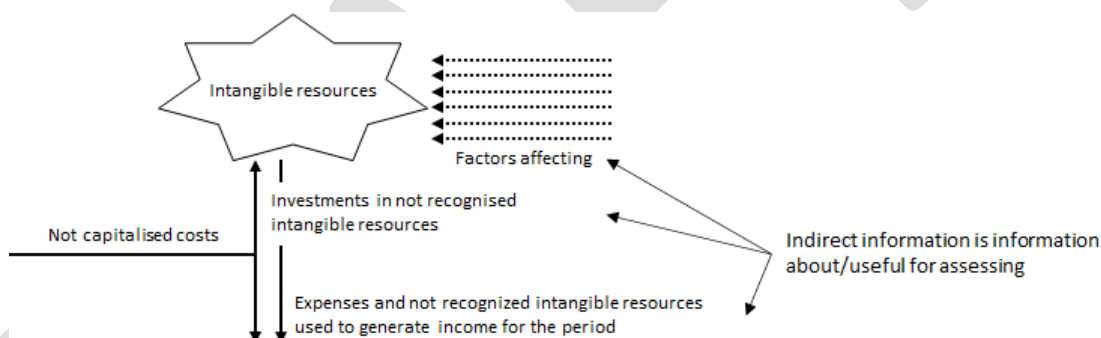 Intangible resources
Factors affecting
Investments in not recognised
intangible resources
Not capitalised costs
Indirect information is information
about/useful for assessing
Expenses and not recognized intangible resources
used to generate income for the period